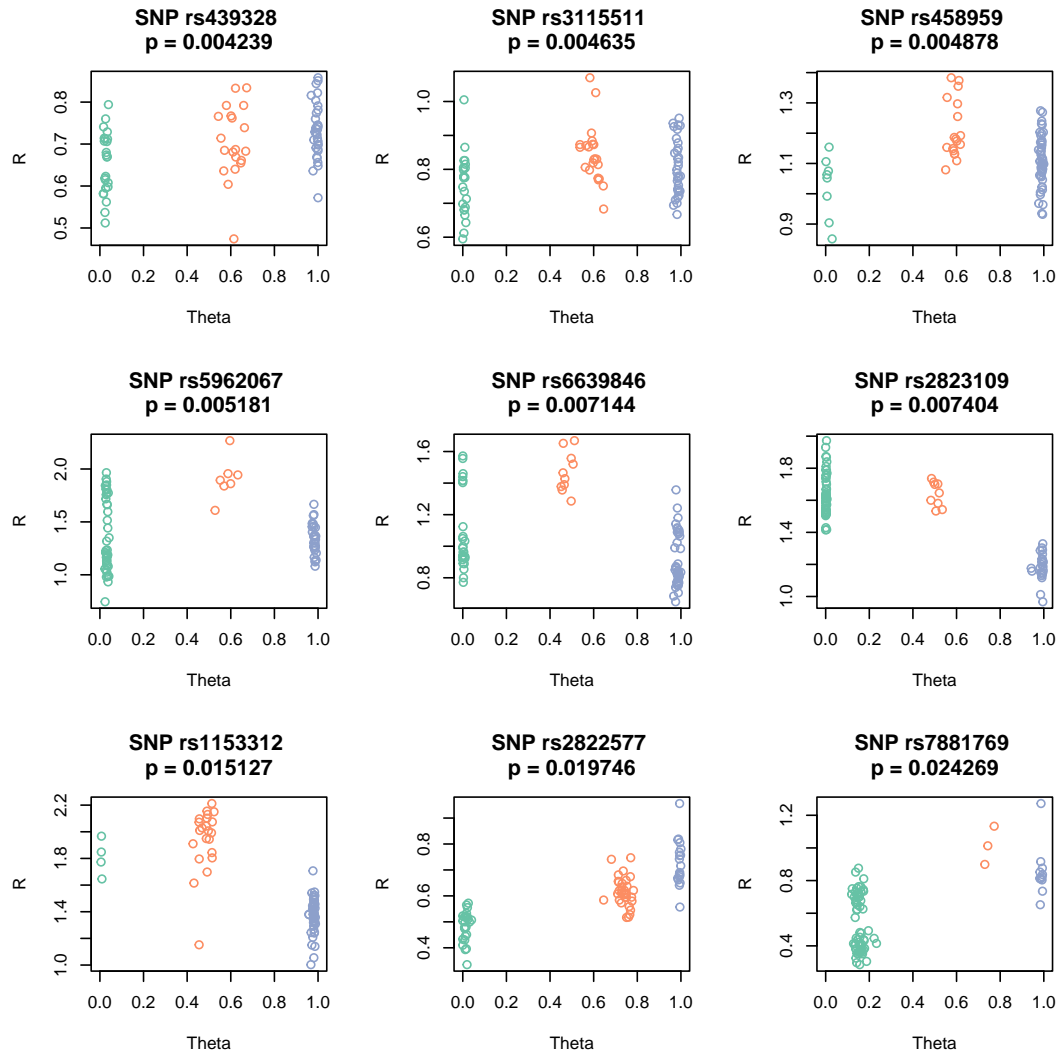 SNP rs439328
p = 0.004239
R
0.5 0.6 0.7 0.8
0.0 0.2 0.4 0.6 0.8 1.0
Theta
SNP rs3115511
p = 0.004635
R
0.6 0.8 1.0
0.0 0.2 0.4 0.6 0.8 1.0
Theta
SNP rs458959
p = 0.004878
R
0.9 1.1 1.3
0.0 0.2 0.4 0.6 0.8 1.0
Theta
SNP rs5962067
p = 0.005181
R
1.0 1.5 2.0
0.0 0.2 0.4 0.6 0.8 1.0
Theta
SNP rs6639846
p = 0.007144
R
0.8 1.2 1.6
0.0 0.2 0.4 0.6 0.8 1.0
Theta
SNP rs2823109
p = 0.007404
R
1.0 1.4 1.8
0.0 0.2 0.4 0.6 0.8 1.0
Theta
SNP rs1153312
p = 0.015127
R
1.0 1.4 1.8 2.2
0.0 0.2 0.4 0.6 0.8 1.0
Theta
SNP rs2822577
p = 0.019746
R
0.4 0.6 0.8
0.0 0.2 0.4 0.6 0.8 1.0
Theta
SNP rs7881769
p = 0.024269
R
0.4 0.8 1.2
0.0 0.2 0.4 0.6 0.8 1.0
Theta